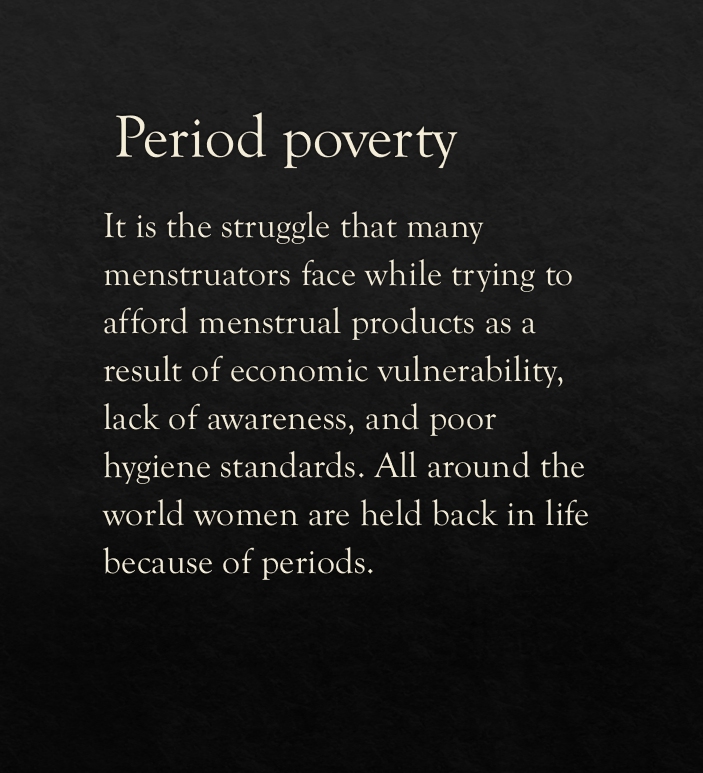 Period poverty
It is the struggle that many
menstruators face while trying to
afford menstrual products as a
result of economic vulnerability,
lack of awareness, and poor
hygiene standards. All around the
world women are held back in life
because of periods.